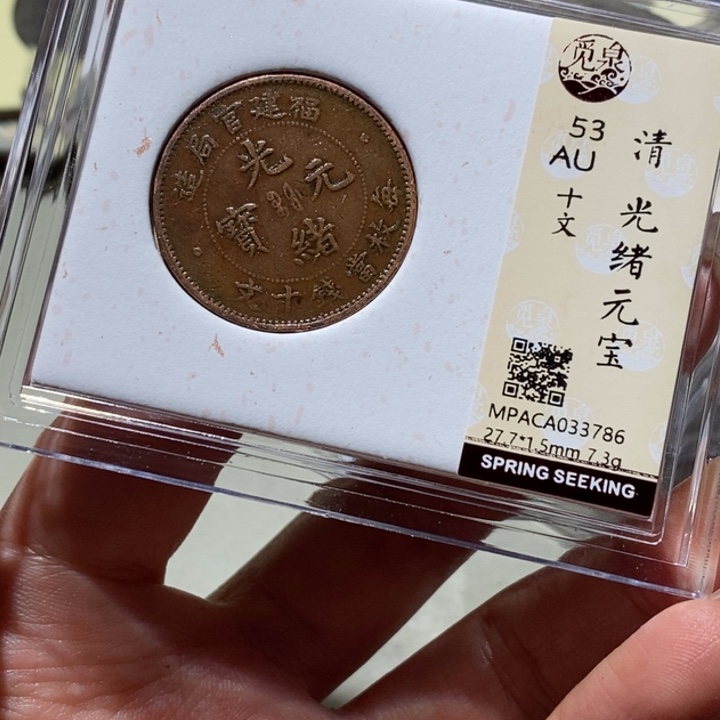 福建官局造
光緒元寶
每枚當錢十文
觅泉
53
AU
十文
清 光绪元宝
MPACA033786
27.7*1.5mm 7.3g
SPRING SEEKING